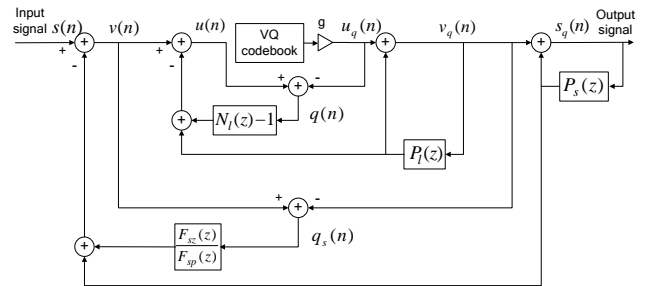 Input
signal
s(n)
+
-
+
v(n)
+
-
+
u(n)
VQ
codebook
g
u_q(n)
+
v_q(n)
+
s_q(n)
Output
signal
P_s(z)
+
+
-
q(n)
N_l(z)-1
+
P_l(z)
+
+
-
q_s(n)
F_sz(z)
F_sp(z)
+